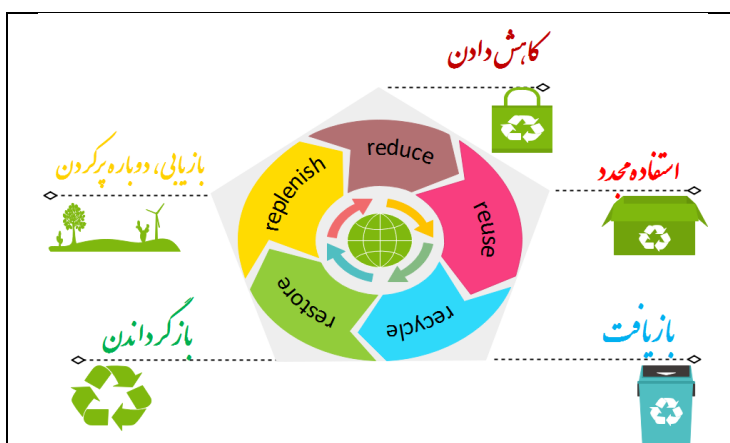 کاهش دادن
استفاده مجدد
بازیافت
بازگرداندن
بازیابی، دوباره پر کردن
reduce
reuse
recycle
restore
replenish